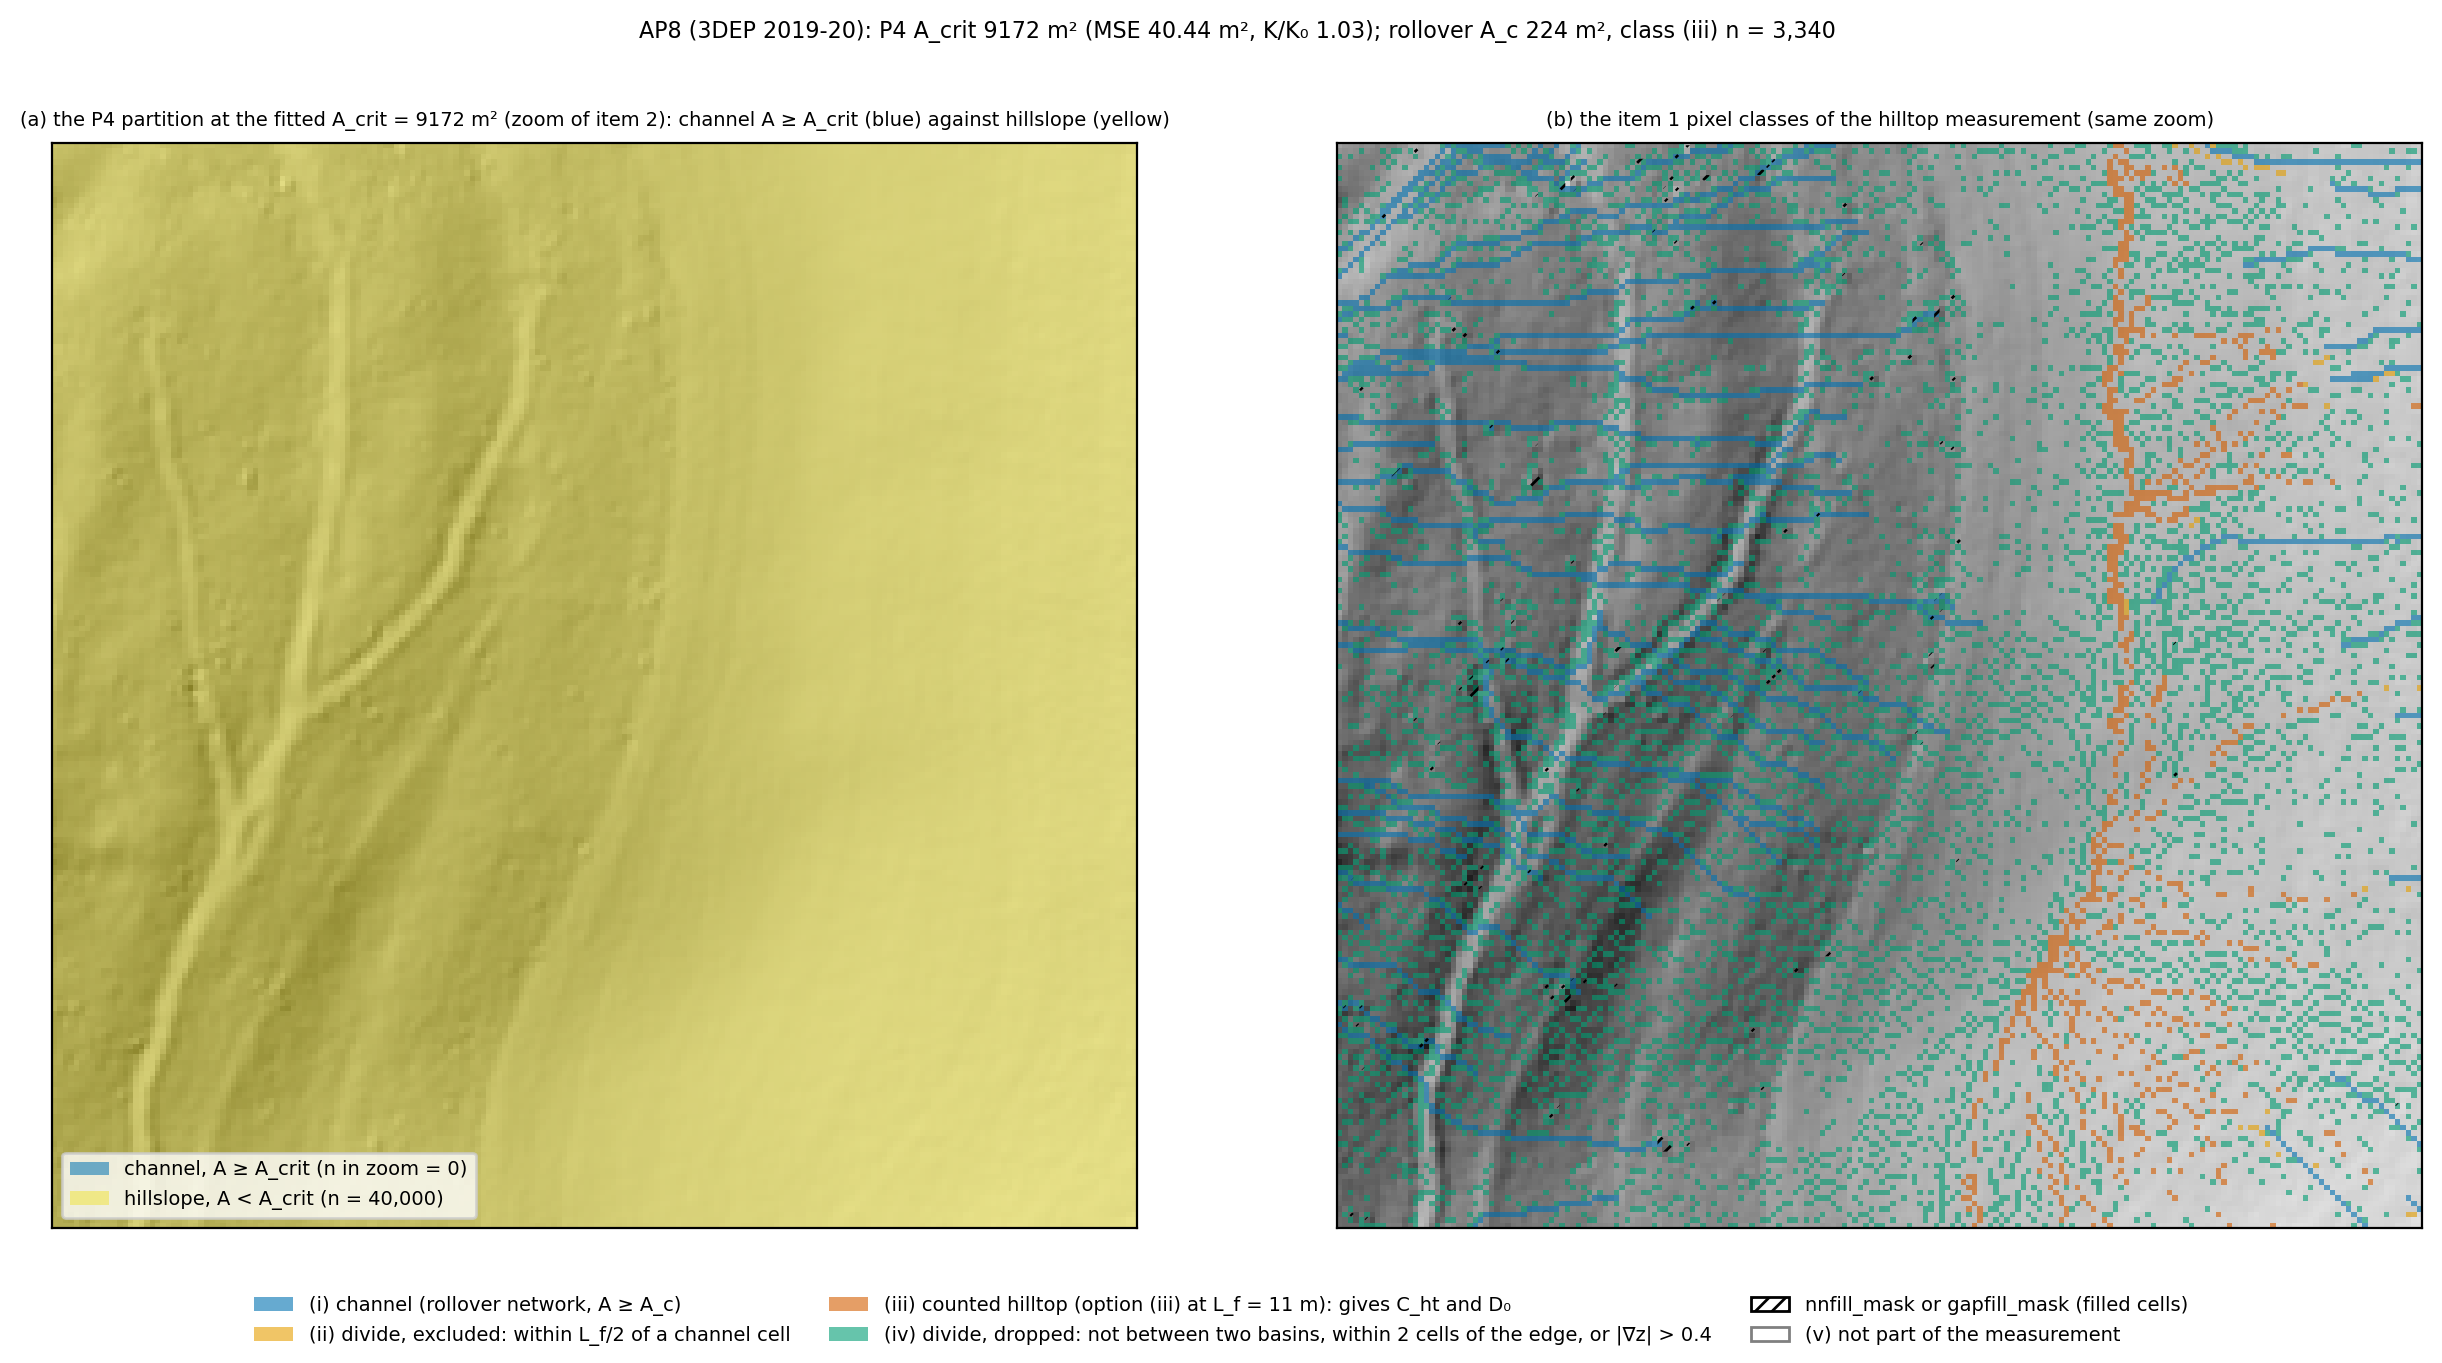 AP8 (3DEP 2019-20): P4 A_crit 9172 m² (MSE 40.44 m², K/K₀ 1.03); rollover A_c 224 m², class (iii) n = 3,340
(a) the P4 partition at the fitted A_crit = 9172 m² (zoom of item 2): channel A ≥ A_crit (blue) against hillslope (yellow)
(b) the item 1 pixel classes of the hilltop measurement (same zoom)
channel, A ≥ A_crit (n in zoom = 0)
hillslope, A < A_crit (n = 40,000)
(i) channel (rollover network, A ≥ A_c)
(ii) divide, excluded: within L_f/2 of a channel cell
(iii) counted hilltop (option (iii) at L_f = 11 m): gives C_ht and D₀
(iv) divide, dropped: not between two basins, within 2 cells of the edge, or |∇z| > 0.4
nnfill_mask or gapfill_mask (filled cells)
(v) not part of the measurement